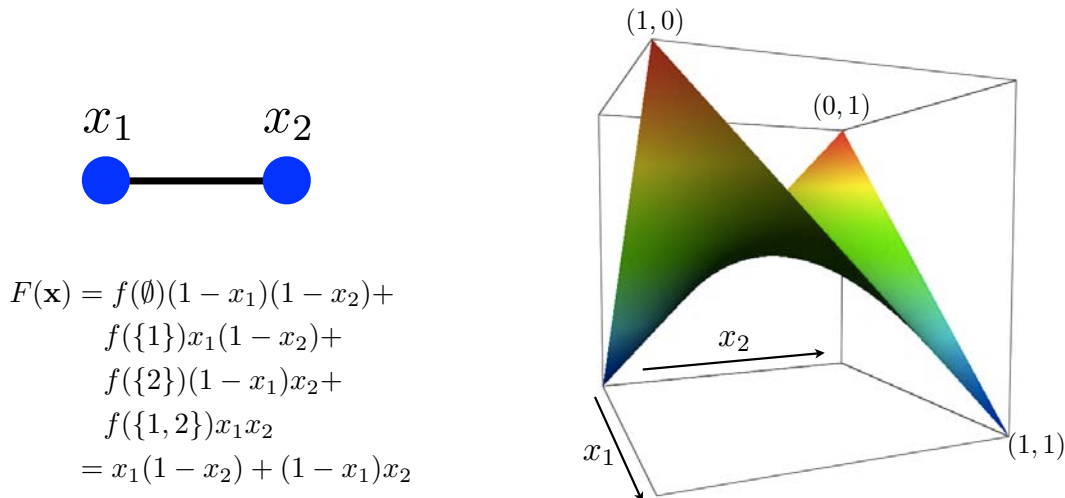 x₁ x₂
F(𝐱) = f(∅)(1 − x₁)(1 − x₂)+
f({1})x₁(1 − x₂)+
f({2})(1 − x₁)x₂+
f({1, 2})x₁x₂
= x₁(1 − x₂) + (1 − x₁)x₂
(1, 0)
(0, 1)
x₂
x₁
(1, 1)